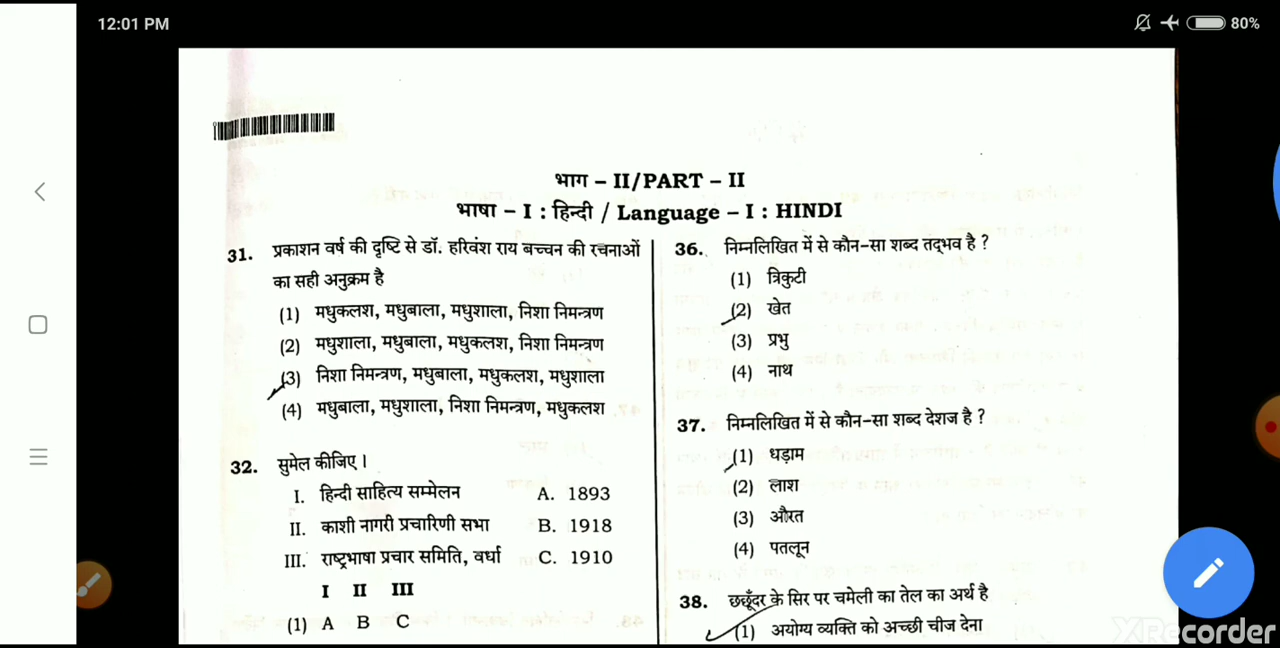 12:01 PM
80%
भाग – II/PART – II
भाषा – I : हिन्दी / Language – I : HINDI
31. प्रकाशन वर्ष की दृष्टि से डॉ. हरिवंश राय बच्चन की रचनाओं
का सही अनुक्रम है
(1) मधुकलश, मधुबाला, मधुशाला, निशा निमन्त्रण
(2) मधुशाला, मधुबाला, मधुकलश, निशा निमन्त्रण
(3) निशा निमन्त्रण, मधुबाला, मधुकलश, मधुशाला
(4) मधुबाला, मधुशाला, निशा निमन्त्रण, मधुकलश
32. सुमेल कीजिए ।
I. हिन्दी साहित्य सम्मेलन A. 1893
II. काशी नागरी प्रचारिणी सभा B. 1918
III. राष्ट्रभाषा प्रचार समिति, वर्धा C. 1910
I II III
(1) A B C
36. निम्नलिखित में से कौन-सा शब्द तद्भव है ?
(1) त्रिकुटी
(2) खेत
(3) प्रभु
(4) नाथ
37. निम्नलिखित में से कौन-सा शब्द देशज है ?
(1) धड़ाम
(2) लाश
(3) औरत
(4) पतलून
38. छछूँदर के सिर पर चमेली का तेल का अर्थ है
(1) अयोग्य व्यक्ति को अच्छी चीज देना
XRecorder